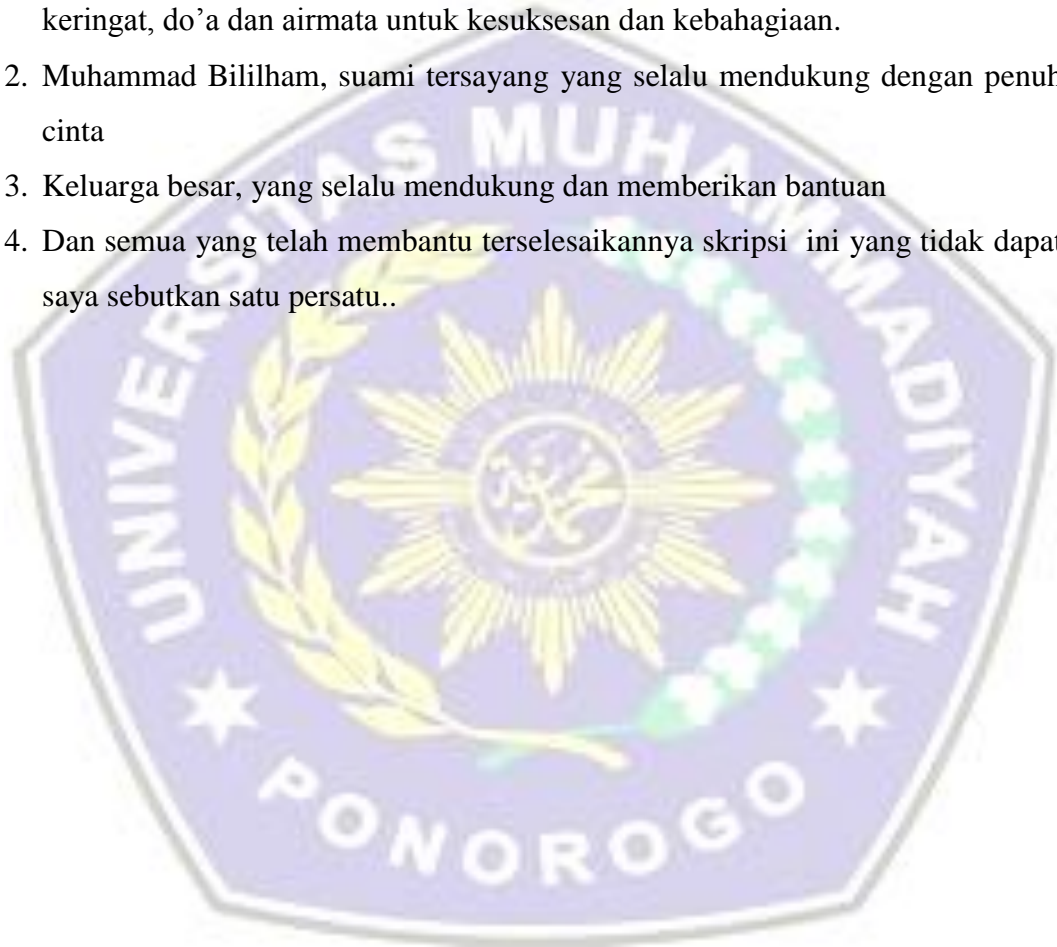 keringat, do’a dan airmata untuk kesuksesan dan kebahagiaan.
2. Muhammad Bililham, suami tersayang yang selalu mendukung dengan penuh
cinta
3. Keluarga besar, yang selalu mendukung dan memberikan bantuan
4. Dan semua yang telah membantu terselesaikannya skripsi ini yang tidak dapat
saya sebutkan satu persatu..
UNIVERSITAS MUHAMMADIYAH
PONOROGO